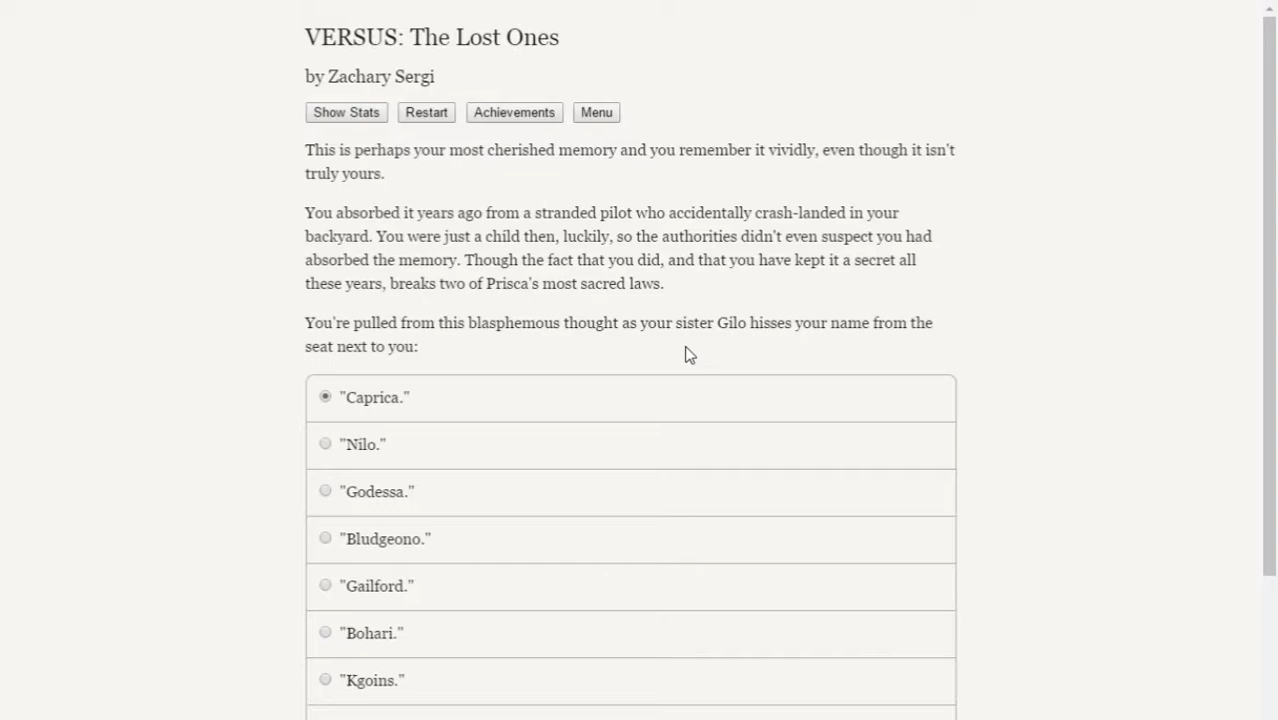 VERSUS: The Lost Ones
by Zachary Sergi
Show Stats Restart Achievements Menu
This is perhaps your most cherished memory and you remember it vividly, even though it isn't
truly yours.
You absorbed it years ago from a stranded pilot who accidentally crash-landed in your
backyard. You were just a child then, luckily, so the authorities didn't even suspect you had
absorbed the memory. Though the fact that you did, and that you have kept it a secret all
these years, breaks two of Prisca's most sacred laws.
You're pulled from this blasphemous thought as your sister Gilo hisses your name from the
seat next to you:
"Caprica."
"Nilo."
"Godessa."
"Bludgeono."
"Gailford."
"Bohari."
"Kgoins."